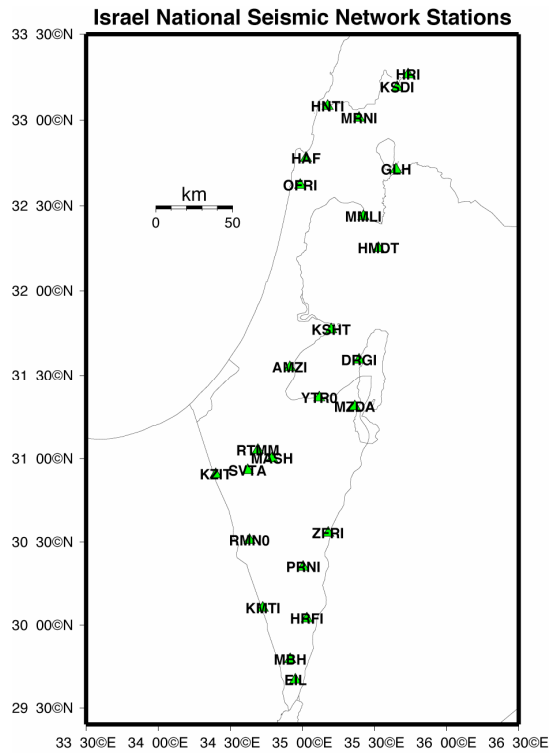 Israel National Seismic Network Stations
33 30©N
HRI
KSDI
HNTI
33 00©N
MRNI
HAF
GLH
OFRI
km
32 30©N
0 50
MMLI
HMDT
32 00©N
KSHT
DRGI
AMZI
31 30©N
YTR0
MZDA
RTMM
31 00©N
MASH
SVTA
KZIT
ZFRI
30 30©N
RMN0
PRNI
KMTI
30 00©N
HRFI
MBH
EIL
29 30©N
33 30©E 34 00©E 34 30©E 35 00©E 35 30©E 36 00©E 36 30©E